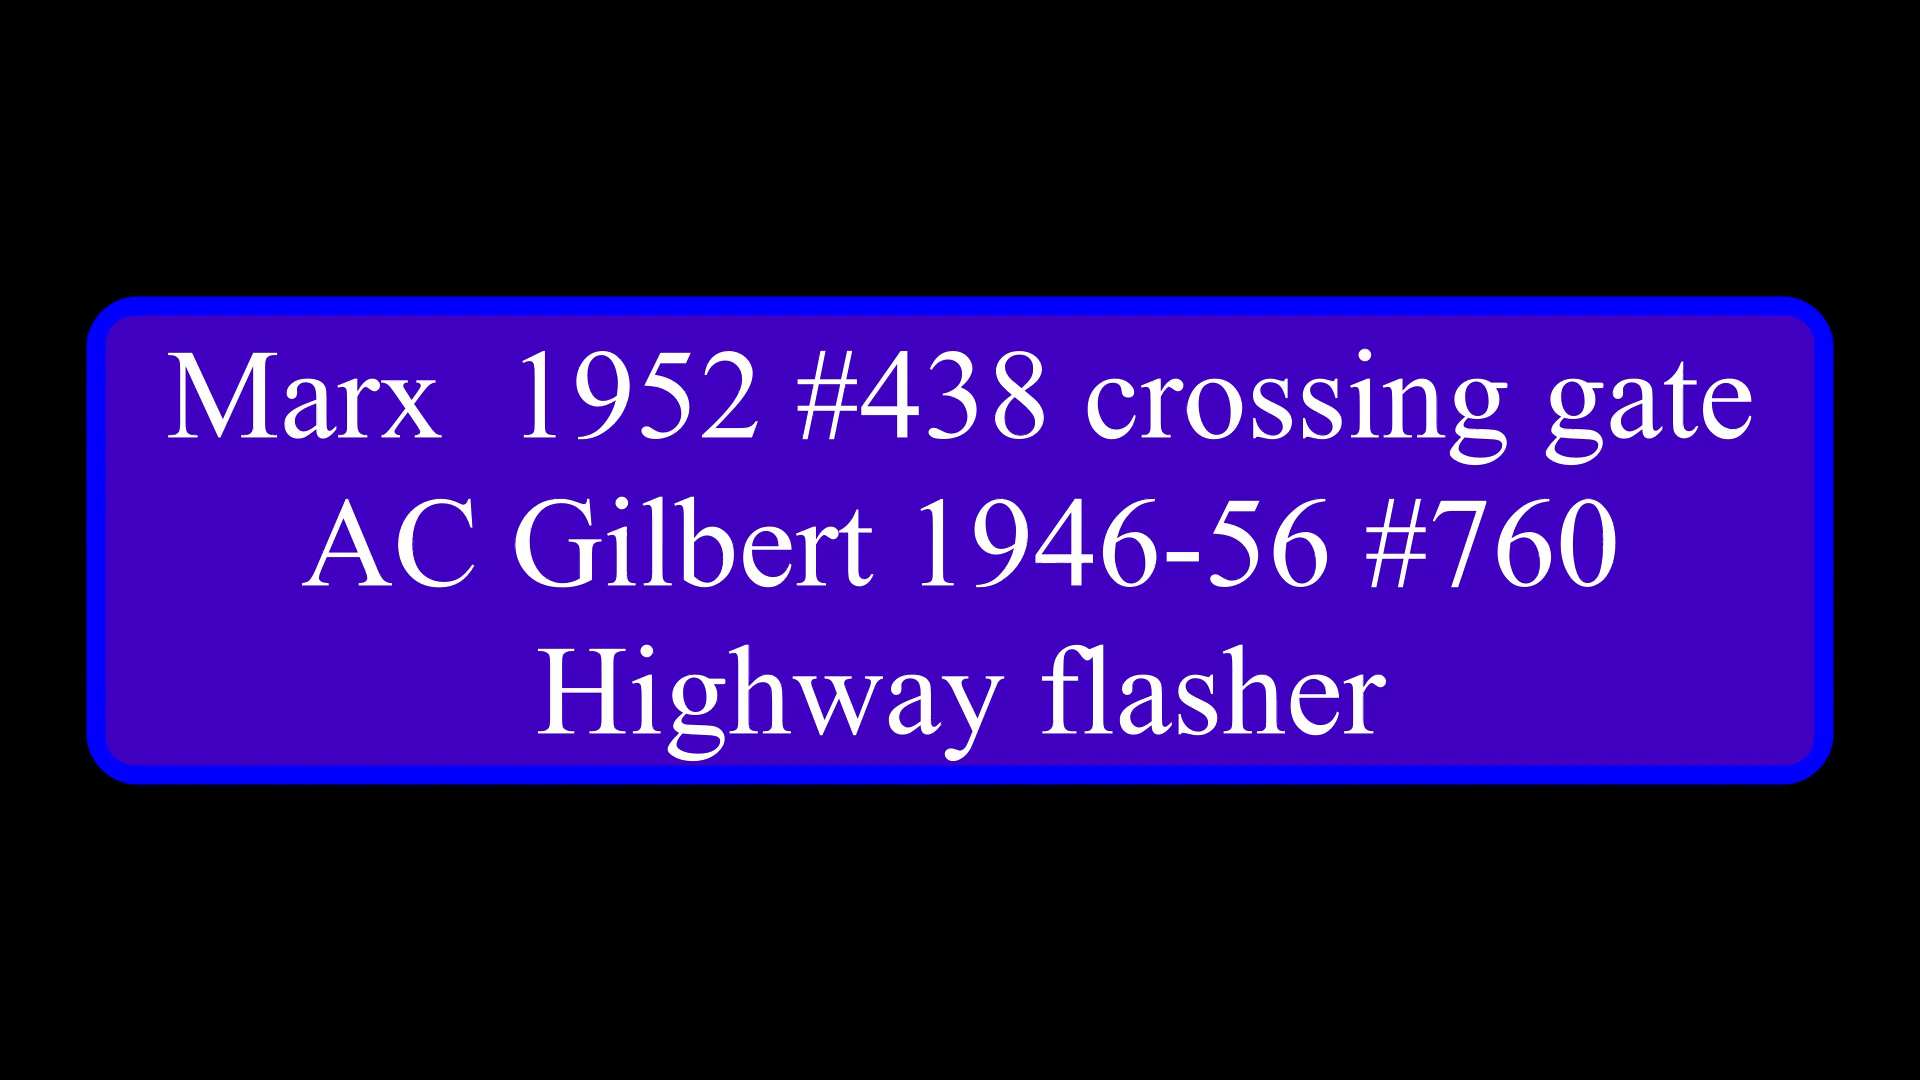 Marx  1952 #438 crossing gate
AC Gilbert 1946-56 #760
Highway flasher